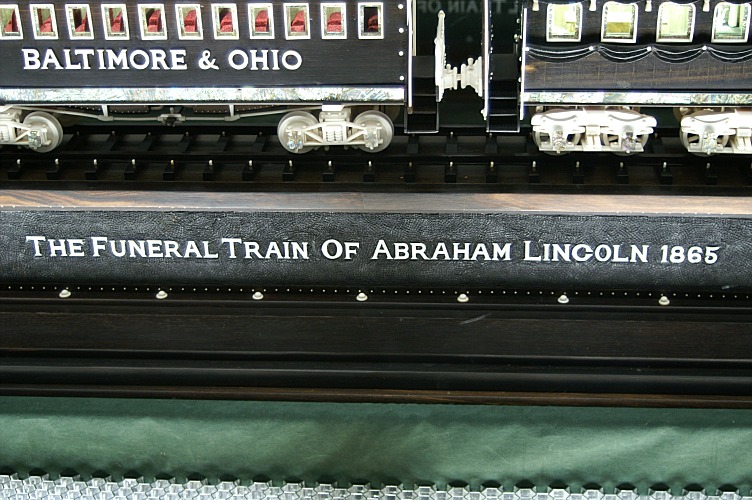 BALTIMORE & OHIO
THE FUNERAL TRAIN OF ABRAHAM LINCOLN 1865